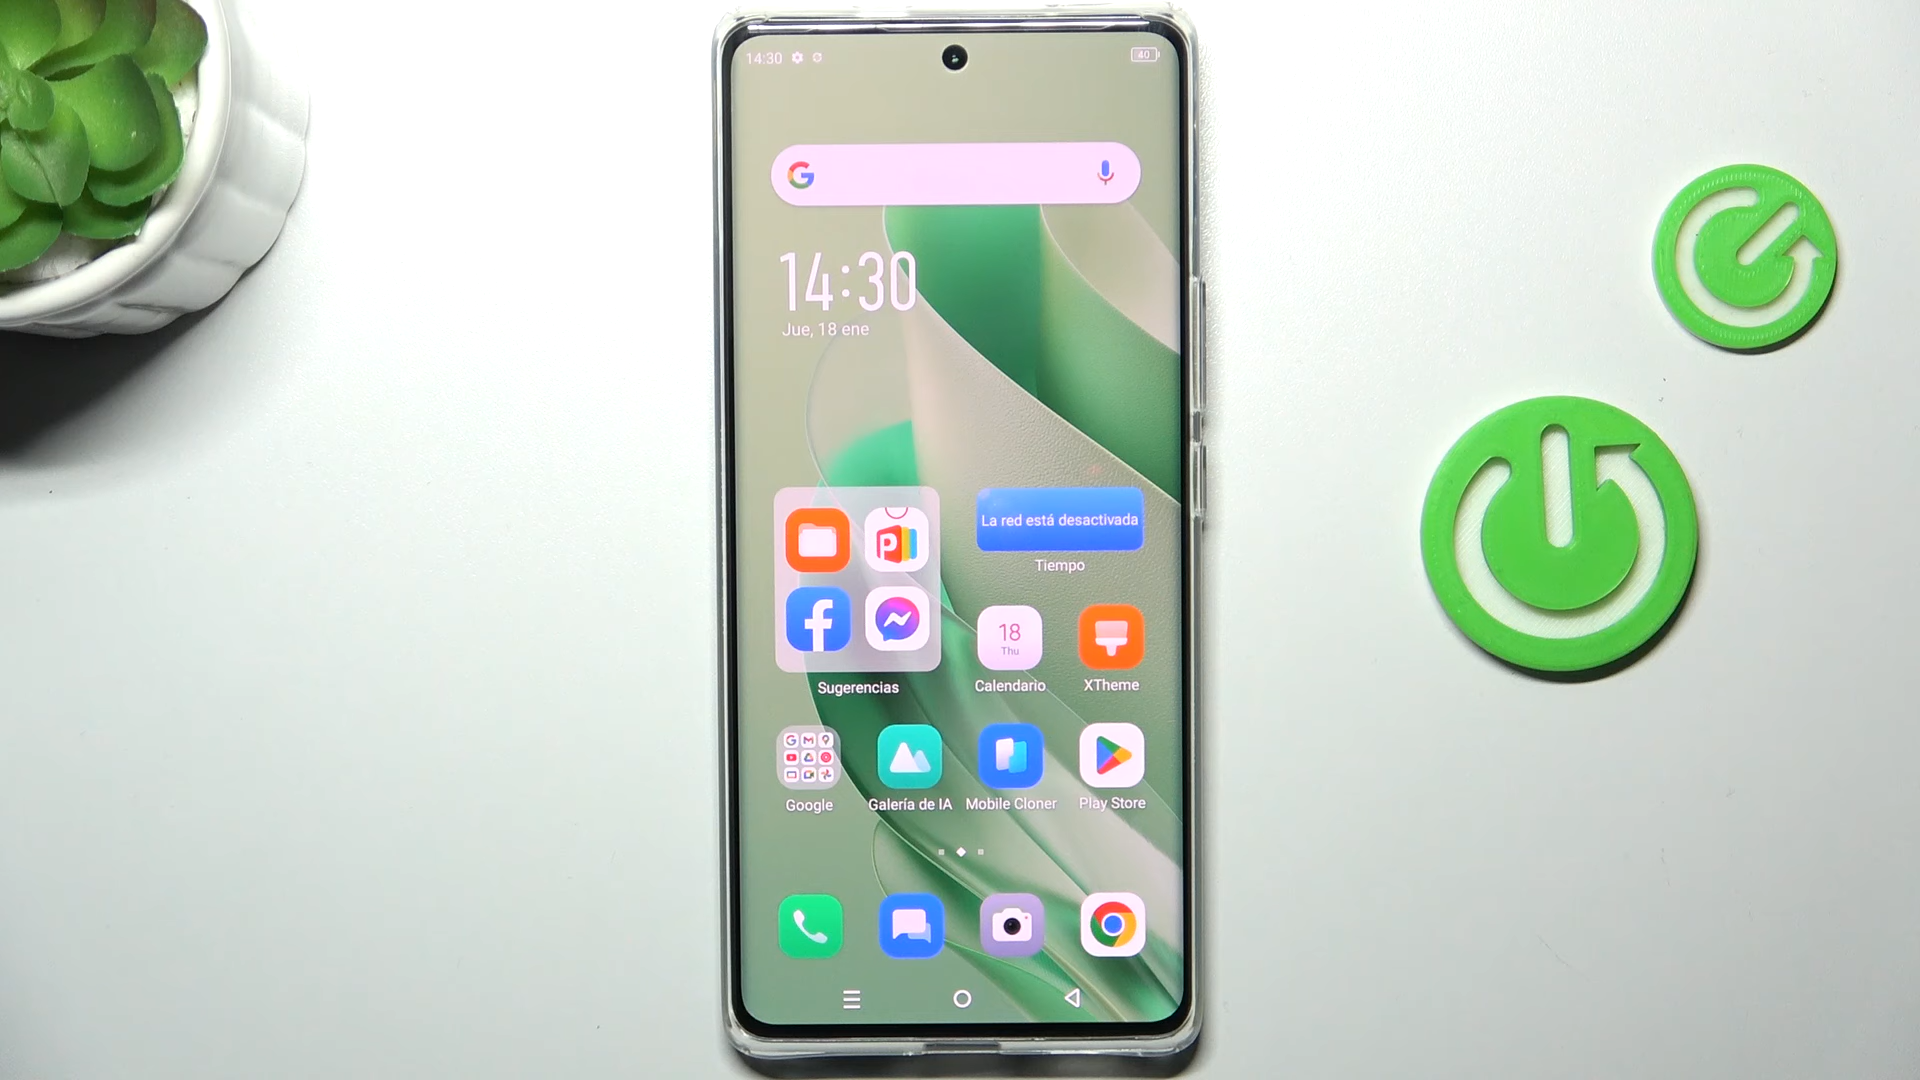 14:30
40
14:30
Jue, 18 ene
La red está desactivada
Tiempo
18
Thu
Sugerencias
Calendario
XTheme
Google
Galería de IA
Mobile Cloner
Play Store